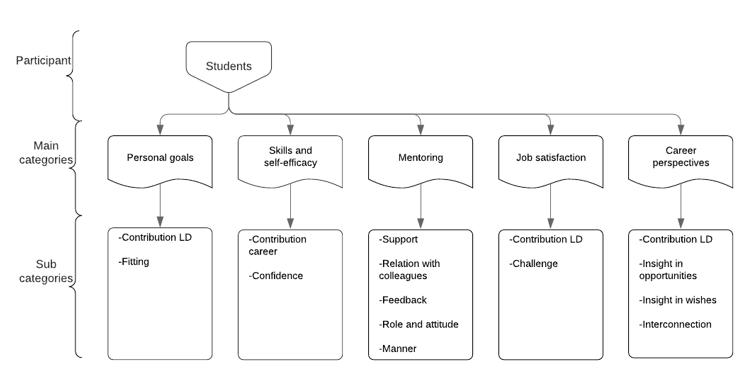 Participant
Students
Main
categories
Personal goals
Skills and
self-efficacy
Mentoring
Job satisfaction
Career
perspectives
Sub
categories
-Contribution LD
-Fitting
-Contribution
career
-Confidence
-Support
-Relation with
colleagues
-Feedback
-Role and attitude
-Manner
-Contribution LD
-Challenge
-Contribution LD
-Insight in
opportunities
-Insight in wishes
-Interconnection